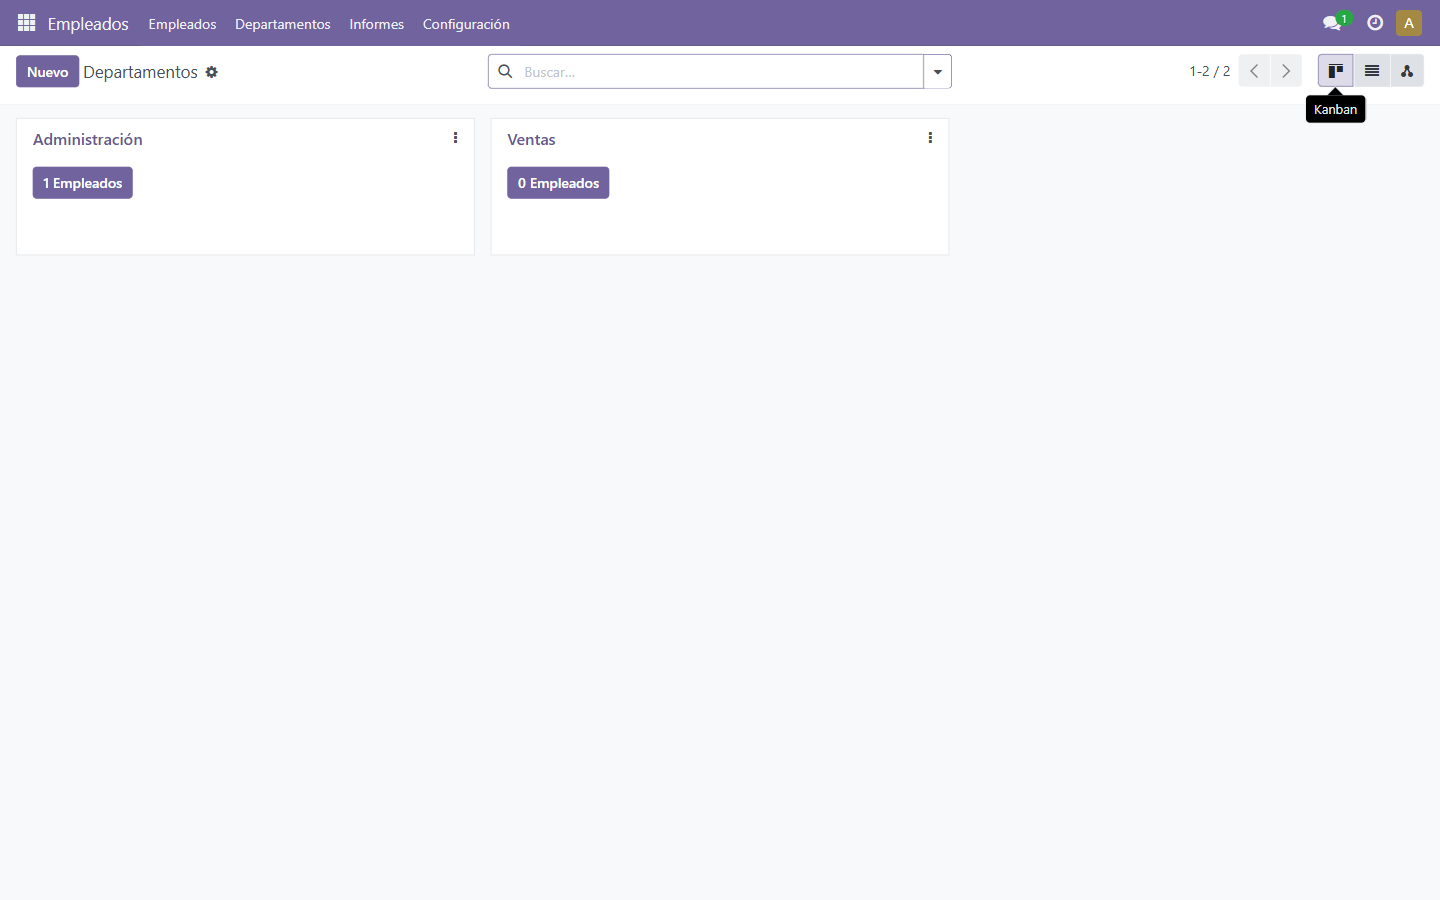 Empleados Empleados Departamentos Informes Configuración 1 A
Nuevo Departamentos Buscar... 1-2 / 2
Kanban
Administración Ventas
1 Empleados 0 Empleados